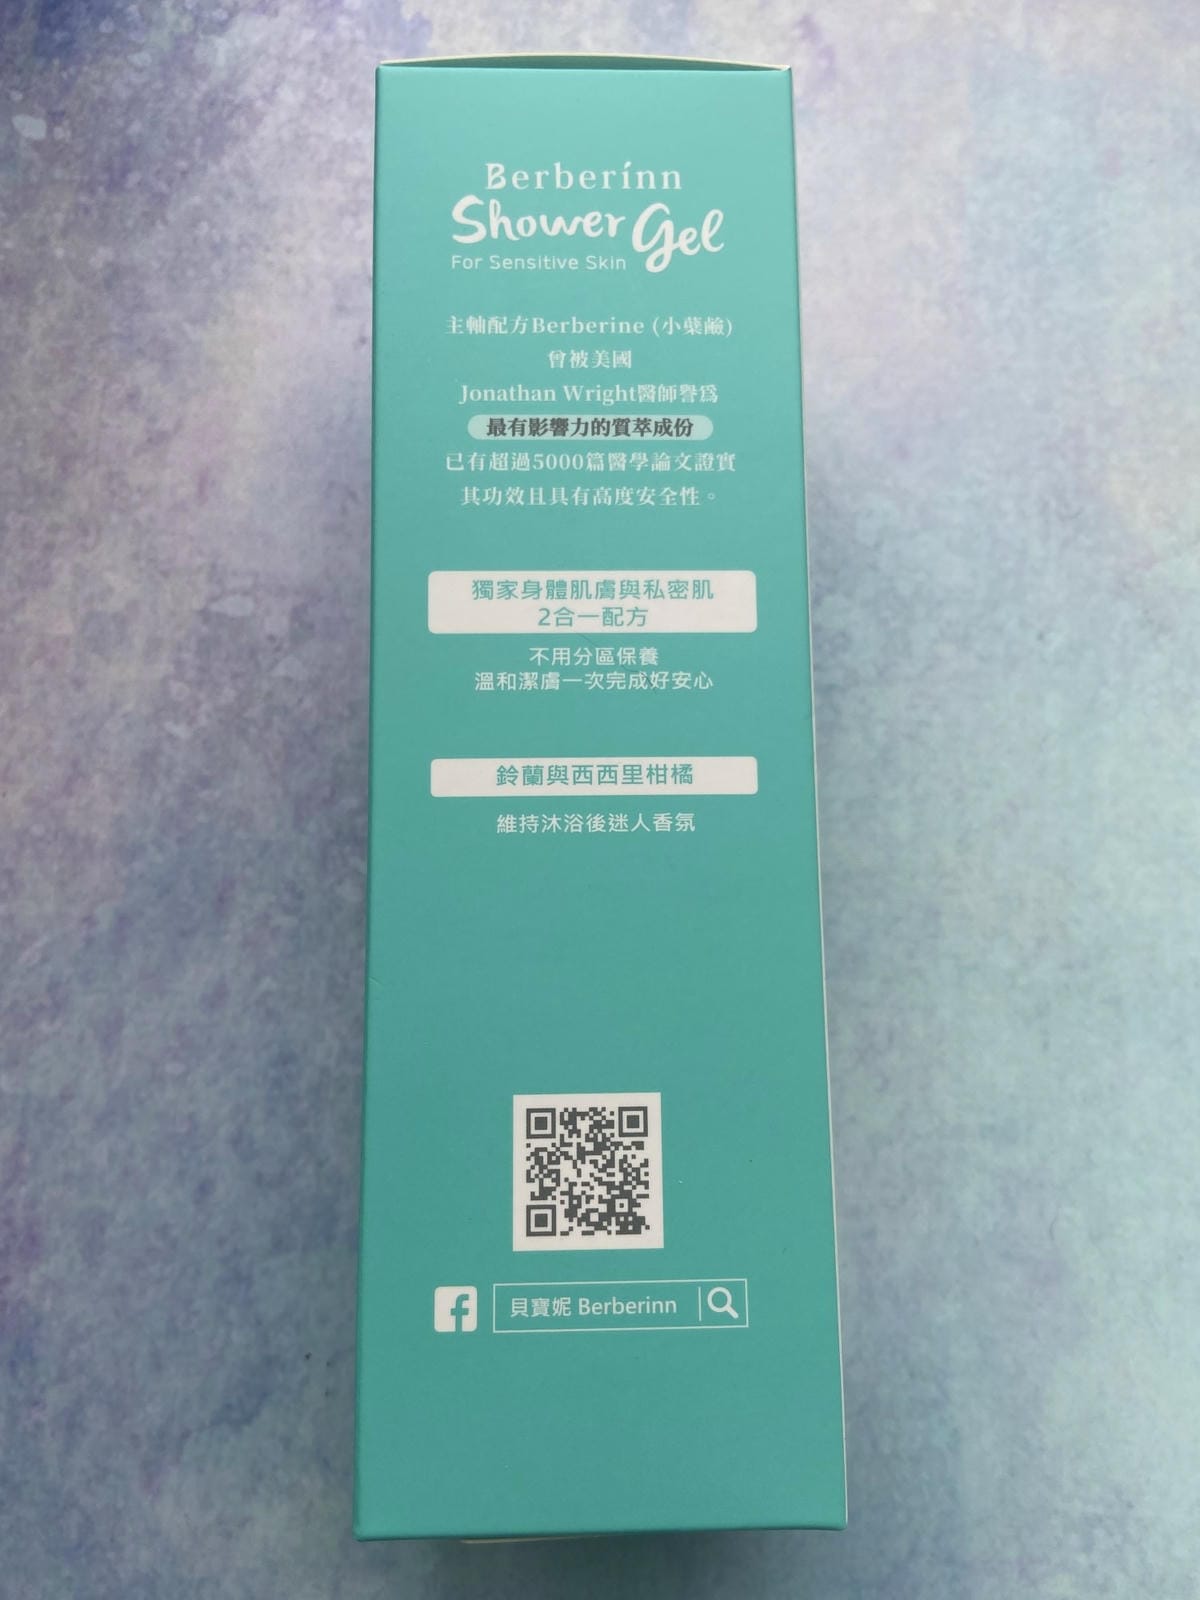 Berberínn
Shower Gel
For Sensitive Skin
主軸配方Berberine (小蘗鹼)
曾被美國
Jonathan Wright醫師譽爲
最有影響力的質萃成份
已有超過5000篇醫學論文證實
其功效且具有高度安全性。
獨家身體肌膚與私密肌
2合一配方
不用分區保養
溫和潔膚一次完成好安心
鈴蘭與西西里柑橘
維持沐浴後迷人香氛
f 貝寶妮 Berberinn